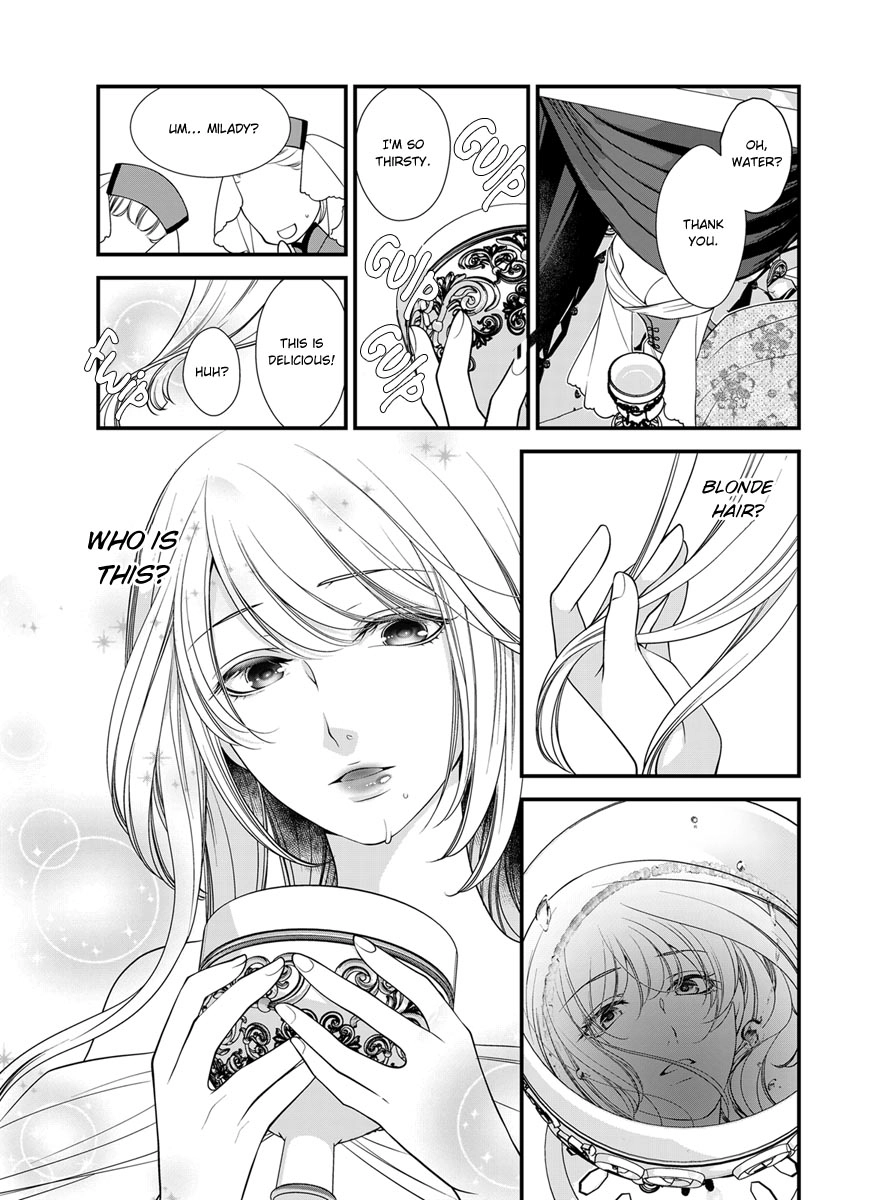 OH,
WATER?
THANK
YOU.
I'M SO
THIRSTY.
GULP
GULP
GULP
UM... MILADY?
THIS IS
DELICIOUS!
HUH?
FWIP
BLONDE
HAIR?
WHO IS
THIS?